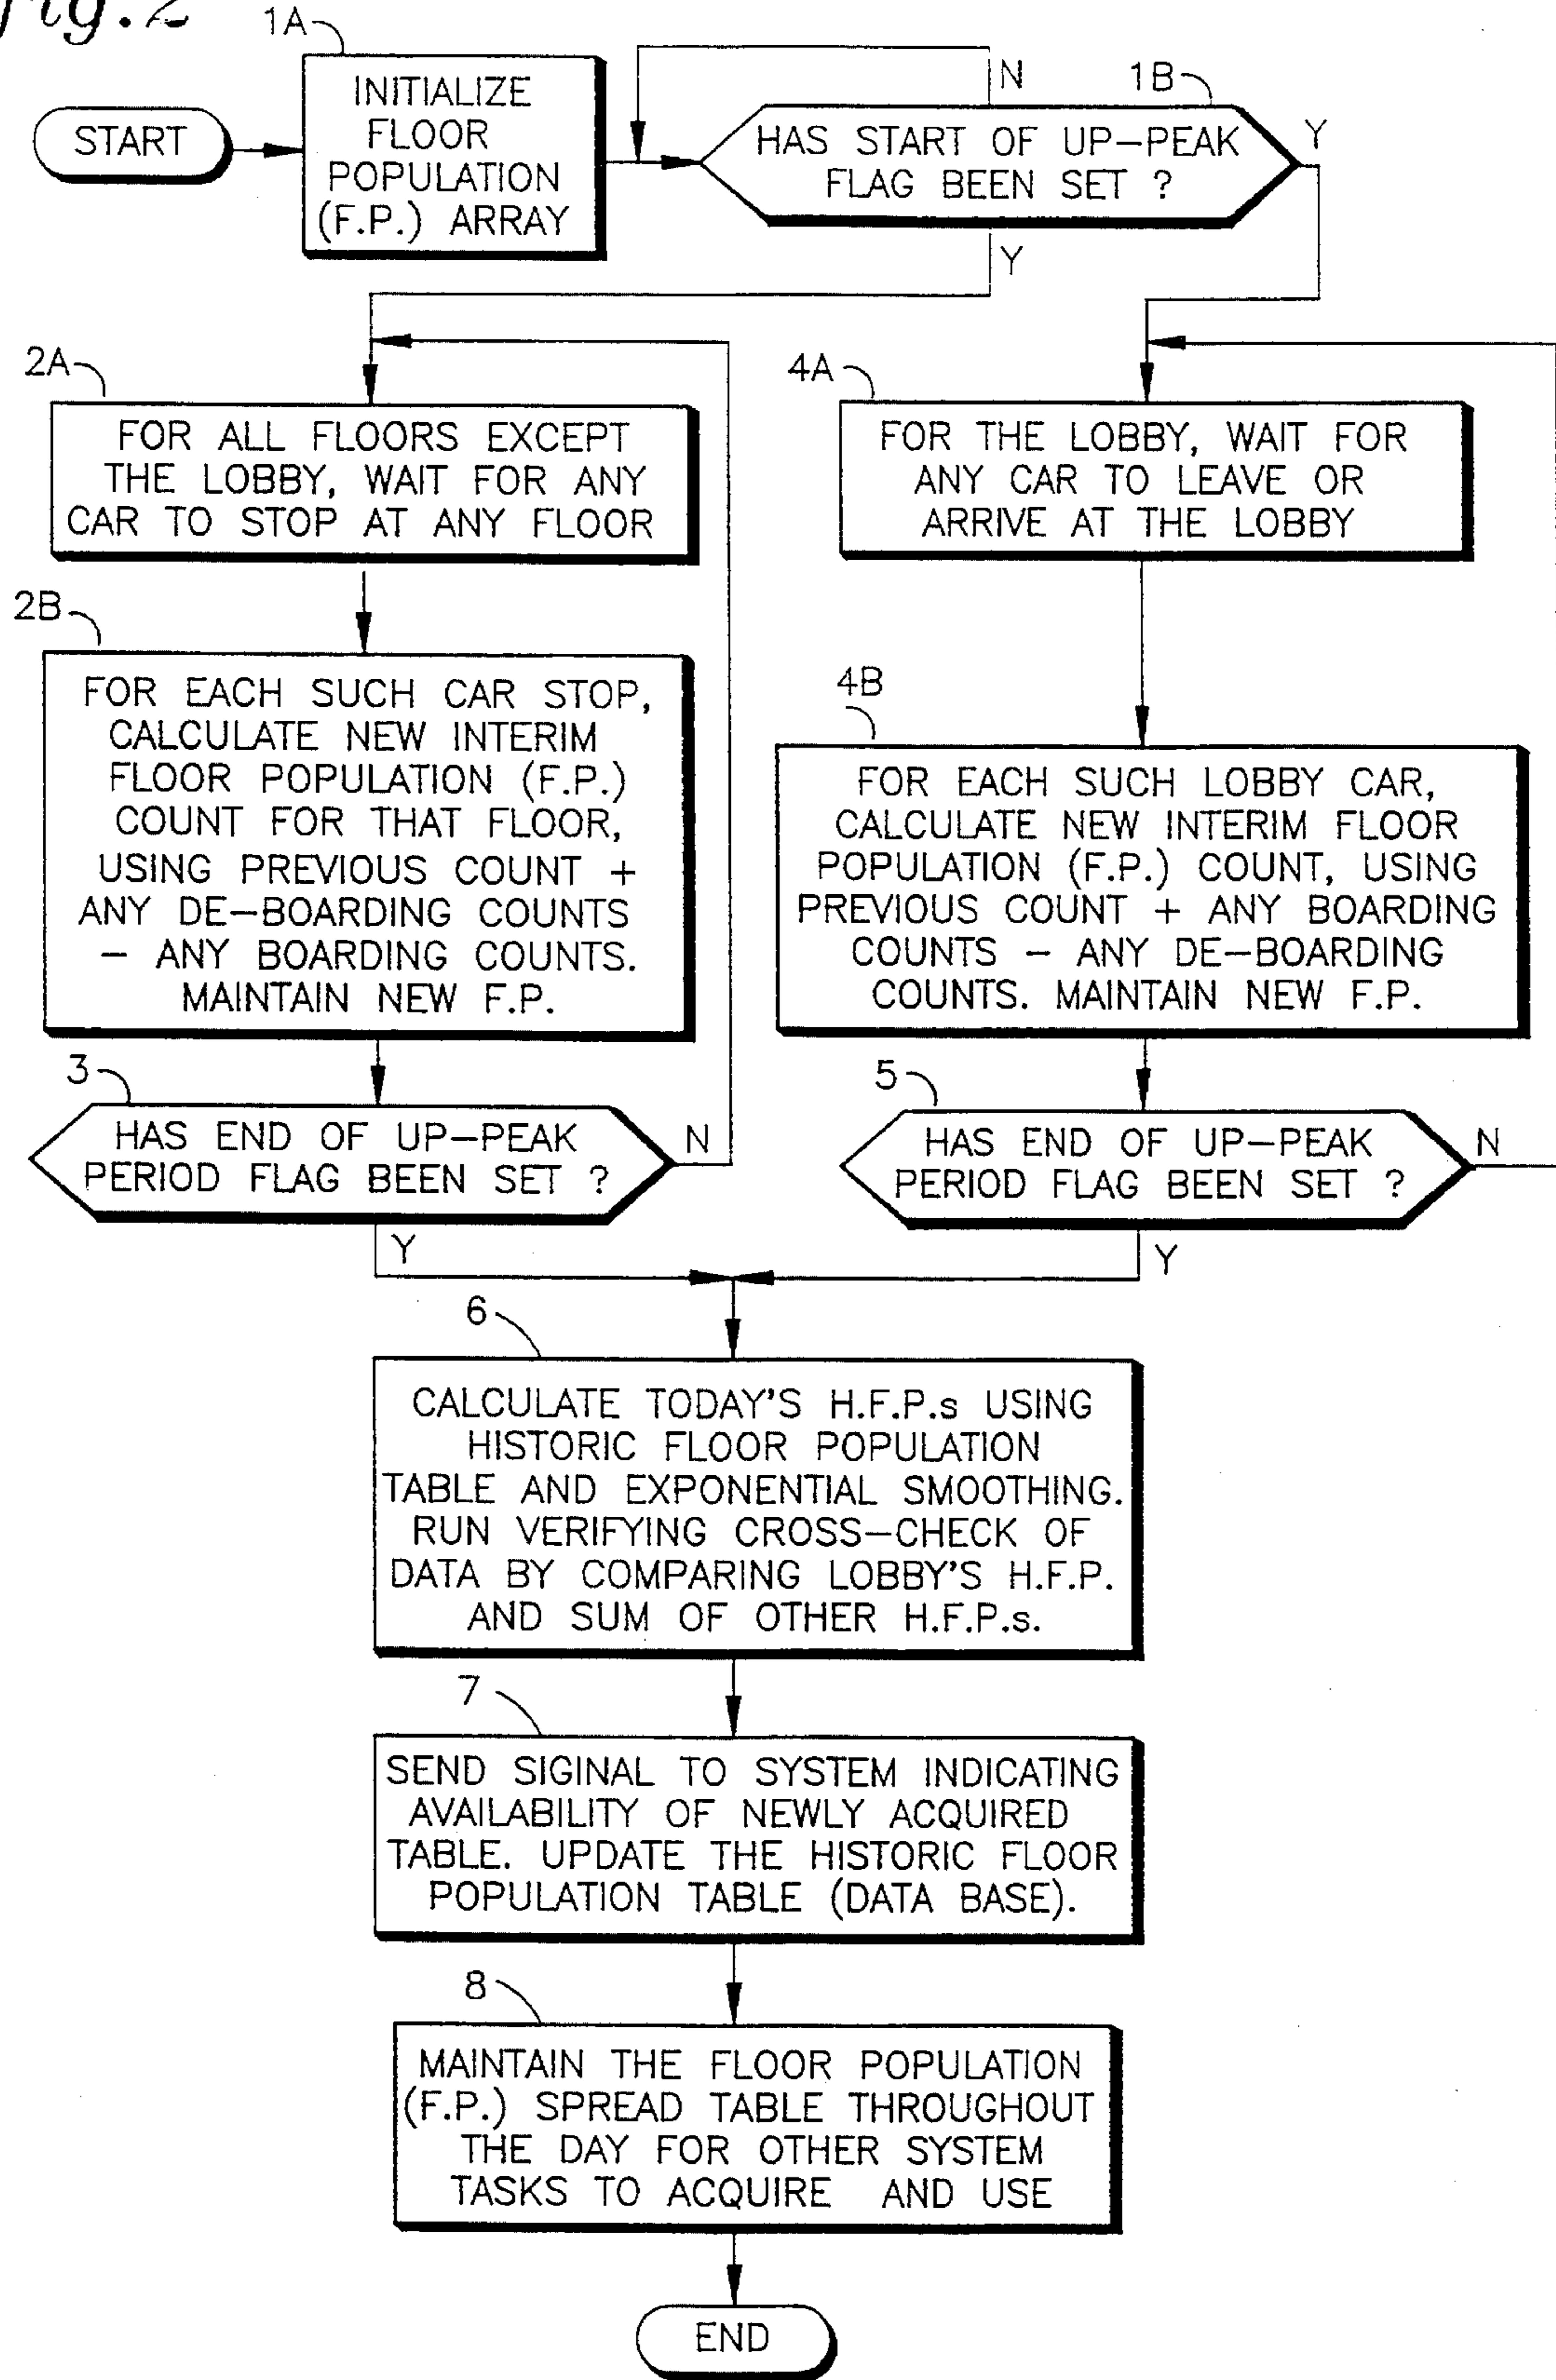 Fig. 2
1A
START
INITIALIZE
FLOOR
POPULATION
(F.P.) ARRAY
N
1B
HAS START OF UP-PEAK
FLAG BEEN SET ?
Y
Y
2A
FOR ALL FLOORS EXCEPT
THE LOBBY, WAIT FOR ANY
CAR TO STOP AT ANY FLOOR
2B
FOR EACH SUCH CAR STOP,
CALCULATE NEW INTERIM
FLOOR POPULATION (F.P.)
COUNT FOR THAT FLOOR,
USING PREVIOUS COUNT +
ANY DE-BOARDING COUNTS
- ANY BOARDING COUNTS.
MAINTAIN NEW F.P.
3
HAS END OF UP-PEAK
PERIOD FLAG BEEN SET ?
N
Y
4A
FOR THE LOBBY, WAIT FOR
ANY CAR TO LEAVE OR
ARRIVE AT THE LOBBY
4B
FOR EACH SUCH LOBBY CAR,
CALCULATE NEW INTERIM FLOOR
POPULATION (F.P.) COUNT, USING
PREVIOUS COUNT + ANY BOARDING
COUNTS - ANY DE-BOARDING
COUNTS. MAINTAIN NEW F.P.
5
HAS END OF UP-PEAK
PERIOD FLAG BEEN SET ?
N
Y
6
CALCULATE TODAY'S H.F.P.s USING
HISTORIC FLOOR POPULATION
TABLE AND EXPONENTIAL SMOOTHING.
RUN VERIFYING CROSS-CHECK OF
DATA BY COMPARING LOBBY'S H.F.P.
AND SUM OF OTHER H.F.P.s.
7
SEND SIGINAL TO SYSTEM INDICATING
AVAILABILITY OF NEWLY ACQUIRED
TABLE. UPDATE THE HISTORIC FLOOR
POPULATION TABLE (DATA BASE).
8
MAINTAIN THE FLOOR POPULATION
(F.P.) SPREAD TABLE THROUGHOUT
THE DAY FOR OTHER SYSTEM
TASKS TO ACQUIRE AND USE
END